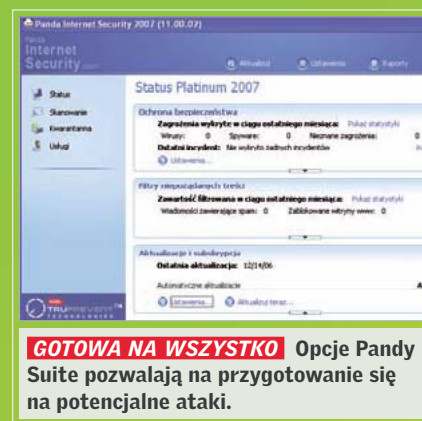 Panda Internet Security 2007 (11.00.02)
Panda
Internet
Security
Aktualizuj
Ustawienia
Raporty
Status
Skanowanie
Kwarantanna
Usługi
Status Platinum 2007
Ochrona bezpieczeństwa
Zagrożenia wykryte w ciągu ostatniego miesiąca: Pokaż statystyki
Wirusy: 0 Spyware: 0 Nieznane zagrożenia: 0
Ostatni incydent: Nie wykryto żadnych incydentów
Ustawienia...
Filtry niepożądanych treści
Zawartość filtrowana w ciągu ostatniego miesiąca: Pokaż statystyki
Wiadomości zawierające spam: 0 Zablokowane witryny www: 0
Aktualizacje i subskrypcja
Ostatnia aktualizacja: 12/14/06
Automatyczne aktualizacje A
Ustawienia... Aktualizuj teraz...
TRUPREVENT™
TECHNOLOGIES
GOTOWA NA WSZYSTKO Opcje Pandy
Suite pozwalają na przygotowanie się
na potencjalne ataki.